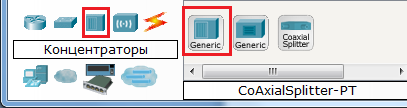 Generic
Generic
Coaxial
Splitter
Концентраторы
CoAxialSplitter-PT